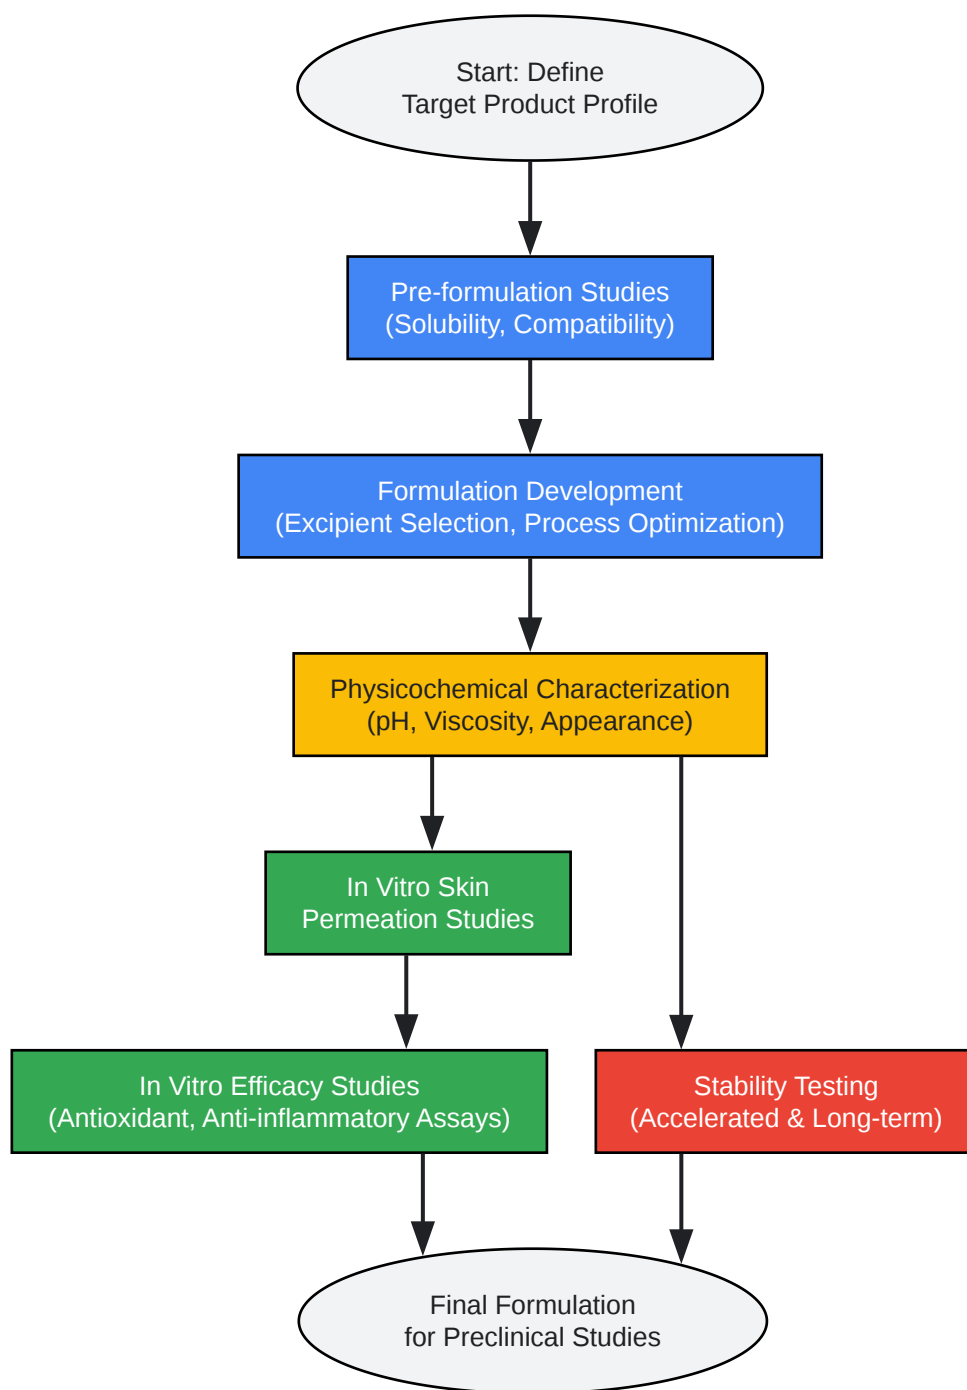 Start: Define
Target Product Profile
Pre-formulation Studies
(Solubility, Compatibility)
Formulation Development
(Excipient Selection, Process Optimization)
Physicochemical Characterization
(pH, Viscosity, Appearance)
In Vitro Skin
Permeation Studies
In Vitro Efficacy Studies
(Antioxidant, Anti-inflammatory Assays)
Stability Testing
(Accelerated & Long-term)
Final Formulation
for Preclinical Studies